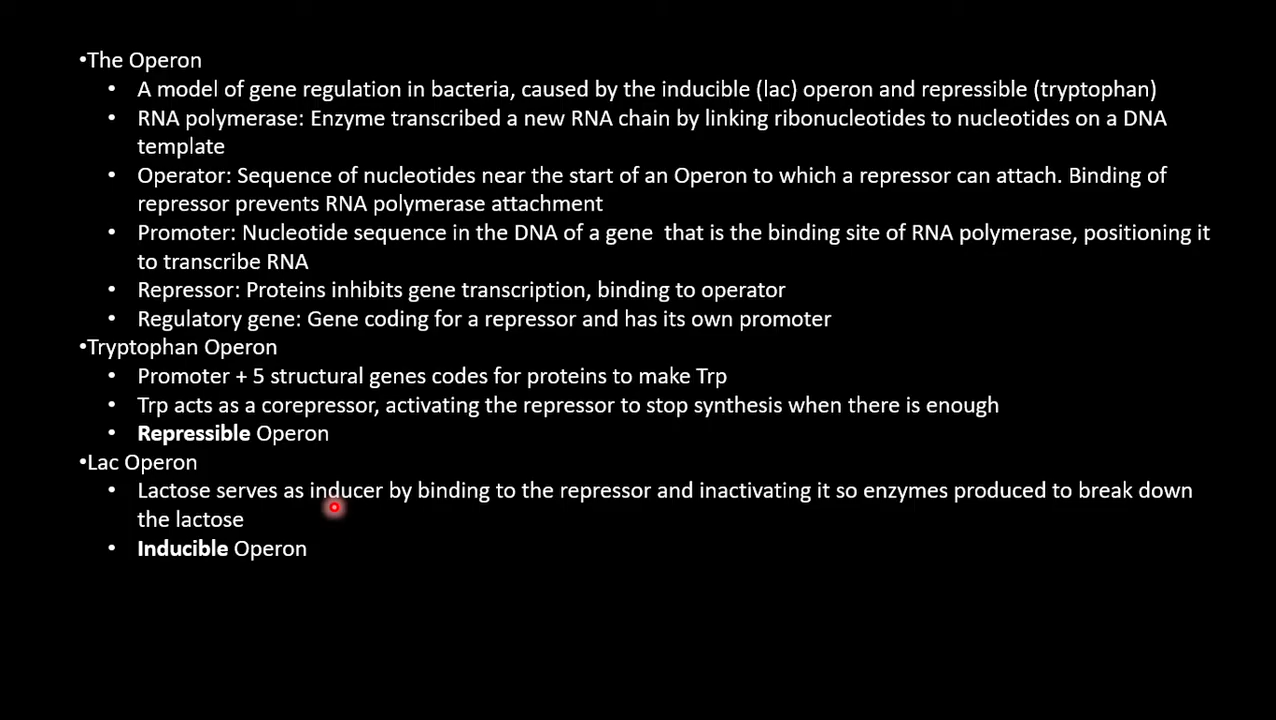 •The Operon
• A model of gene regulation in bacteria, caused by the inducible (lac) operon and repressible (tryptophan)
• RNA polymerase: Enzyme transcribed a new RNA chain by linking ribonucleotides to nucleotides on a DNA
template
• Operator: Sequence of nucleotides near the start of an Operon to which a repressor can attach. Binding of
repressor prevents RNA polymerase attachment
• Promoter: Nucleotide sequence in the DNA of a gene  that is the binding site of RNA polymerase, positioning it
to transcribe RNA
• Repressor: Proteins inhibits gene transcription, binding to operator
• Regulatory gene: Gene coding for a repressor and has its own promoter
•Tryptophan Operon
• Promoter + 5 structural genes codes for proteins to make Trp
• Trp acts as a corepressor, activating the repressor to stop synthesis when there is enough
• Repressible Operon
•Lac Operon
• Lactose serves as inducer by binding to the repressor and inactivating it so enzymes produced to break down
the lactose
• Inducible Operon